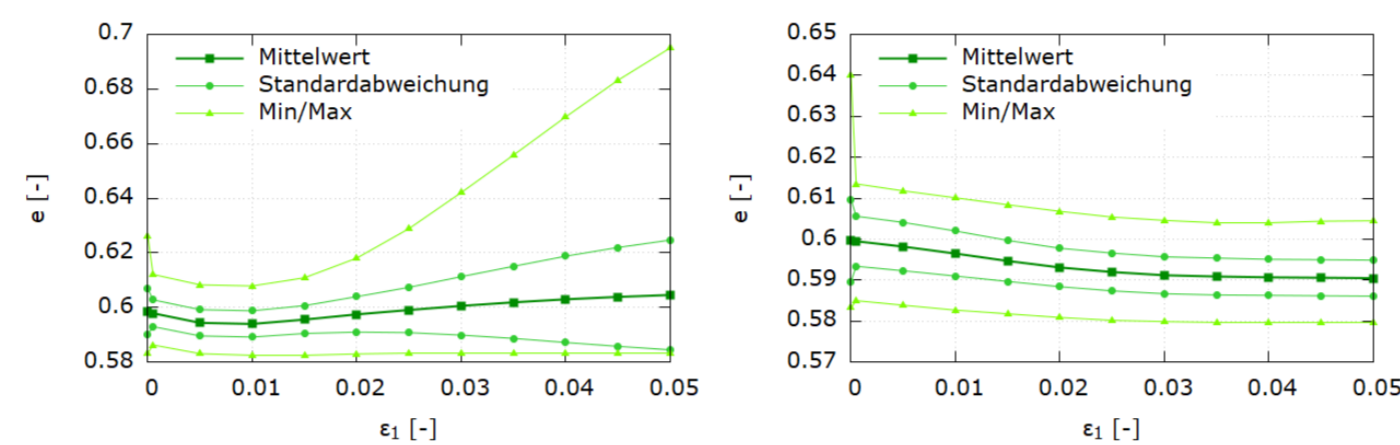 0.7
0.68
0.66
0.64
0.62
0.6
0.58
e [-]
Mittelwert
Standardabweichung
Min/Max
0 0.01 0.02 0.03 0.04 0.05
ε1 [-]
0.65
0.64
0.63
0.62
0.61
0.6
0.59
0.58
0.57
e [-]
Mittelwert
Standardabweichung
Min/Max
0 0.01 0.02 0.03 0.04 0.05
ε1 [-]